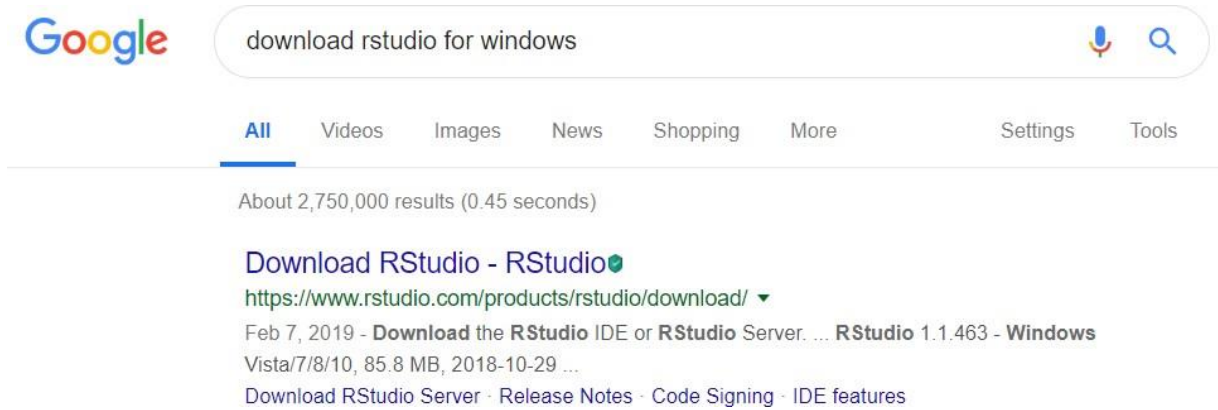 Google
download rstudio for windows
All Videos Images News Shopping More Settings Tools
About 2,750,000 results (0.45 seconds)
Download RStudio - RStudio
https://www.rstudio.com/products/rstudio/download/
Feb 7, 2019 - Download the RStudio IDE or RStudio Server. ... RStudio 1.1.463 - Windows
Vista/7/8/10, 85.8 MB, 2018-10-29 ...
Download RStudio Server · Release Notes · Code Signing · IDE features